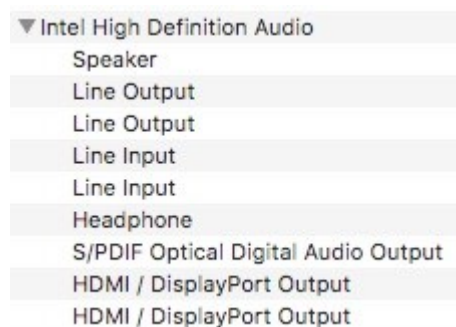 Intel High Definition Audio
Speaker
Line Output
Line Output
Line Input
Line Input
Headphone
S/PDIF Optical Digital Audio Output
HDMI / DisplayPort Output
HDMI / DisplayPort Output